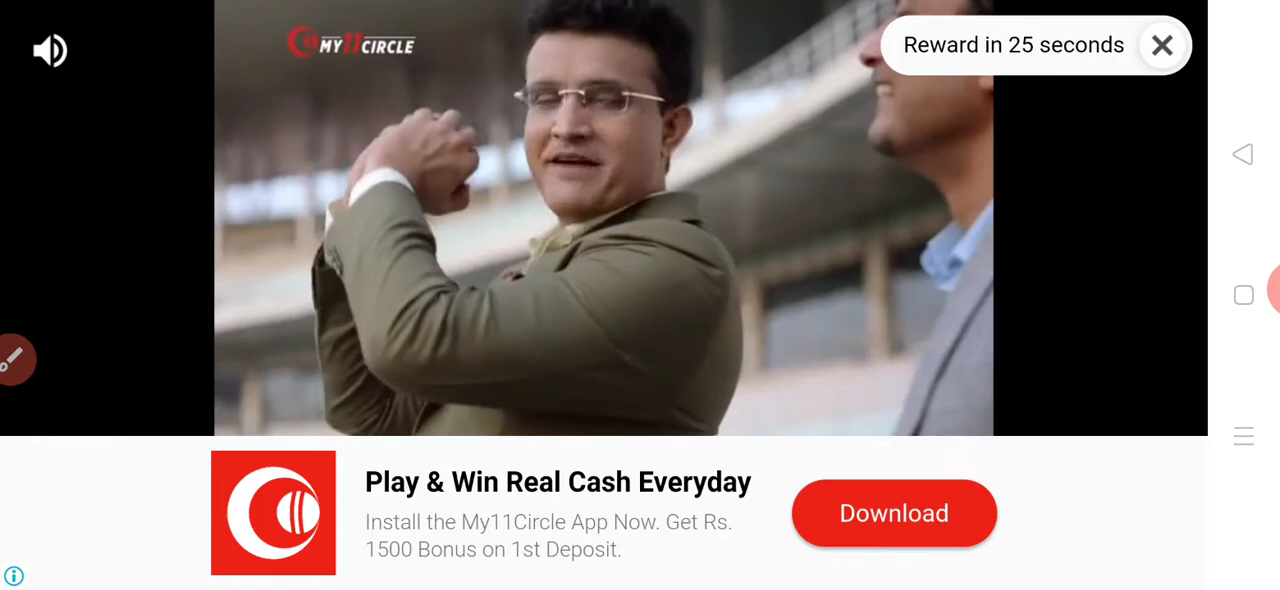 MY11CIRCLE
Reward in 25 seconds
Play & Win Real Cash Everyday
Install the My11Circle App Now. Get Rs.
1500 Bonus on 1st Deposit.
Download